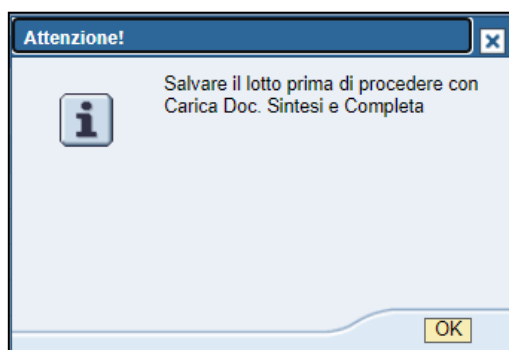 Attenzione!
Salvare il lotto prima di procedere con
Carica Doc. Sintesi e Completa
OK